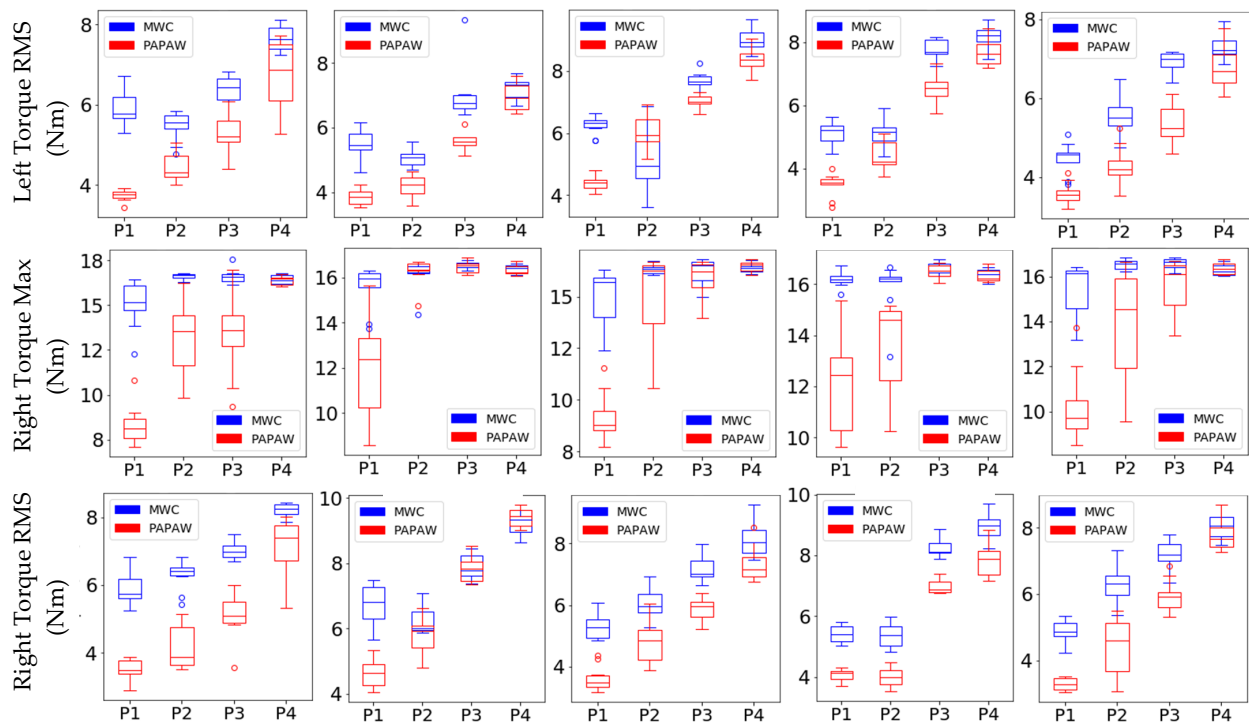 Left Torque RMS
(Nm)
8
6
4
MWC
PAPAW
P1 P2 P3 P4
8
6
4
MWC
PAPAW
P1 P2 P3 P4
8
6
4
MWC
PAPAW
P1 P2 P3 P4
8
6
4
MWC
PAPAW
P1 P2 P3 P4
8
6
4
MWC
PAPAW
P1 P2 P3 P4
Right Torque Max
(Nm)
18
15
12
10
8
MWC
PAPAW
P1 P2 P3 P4
16
14
12
10
MWC
PAPAW
P1 P2 P3 P4
15
12
10
8
MWC
PAPAW
P1 P2 P3 P4
16
14
12
10
MWC
PAPAW
P1 P2 P3 P4
16
14
12
10
MWC
PAPAW
P1 P2 P3 P4
Right Torque RMS
(Nm)
8
6
4
MWC
PAPAW
P1 P2 P3 P4
10
8
6
4
MWC
PAPAW
P1 P2 P3 P4
8
6
4
MWC
PAPAW
P1 P2 P3 P4
10
8
6
4
MWC
PAPAW
P1 P2 P3 P4
8
6
4
MWC
PAPAW
P1 P2 P3 P4